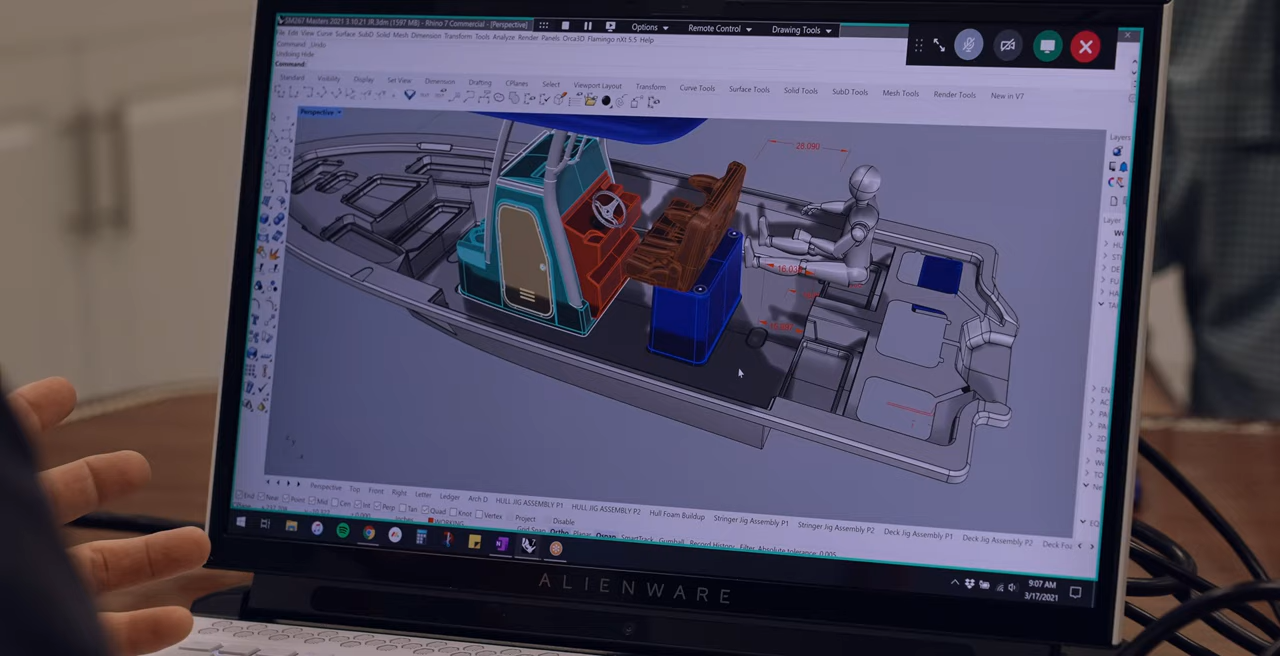 SM267 Masters 2021 3.10.21 JR.3dm (1597 MB) - Rhino 7 Commercial - [Perspective]
Options
Remote Control
Drawing Tools
File Edit View Curve Surface SubD Solid Mesh Dimension Transform Tools Analyze Render Panels Orca3D Flamingo nXt 5.5 Help
Command: _Undo
Undoing Hide
Command:
Standard Visibility Display Set View Dimension Drafting CPlanes Select Viewport Layout Transform Curve Tools Surface Tools Solid Tools SubD Tools Mesh Tools Render Tools New in V7
Perspective
Layers
28.090
Layer
Perspective Top Front Right Letter Ledger Arch D HULL JIG ASSEMBLY P1 HULL JIG ASSEMBLY P2 Hull Foam Buildup Stringer Jig Assembly P1 Stringer Jig Assembly P2 Deck Jig Assembly P1 Deck Jig Assembly P2
End Near Point Mid Cen Int Perp Tan Quad Knot Vertex Project Disable
WORKING Grid Snap Ortho Planar Osnap SmartTrack Gumball Record History Filter Absolute tolerance: 0.005
9:07 AM
3/17/2021
ALIENWARE